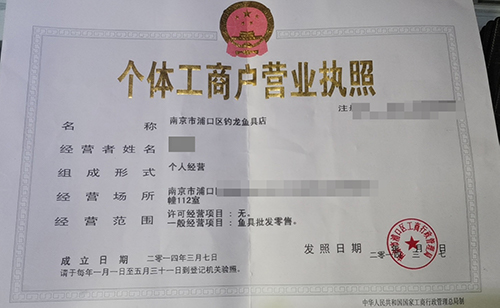 个体工商户营业执照
注
名 称 南京市浦口区钓龙鱼具店
经营者姓名
组成形式 个人经营
经营场所 南京市浦口
幢112室
经营范围 许可经营项目：无。
一般经营项目：鱼具批发零售。
发照日期
成立日期 二〇一四年三月七日
请于每年一月一日至五月三十一日到登记机关验照。
中华人民共和国国家工商行政管理总局制